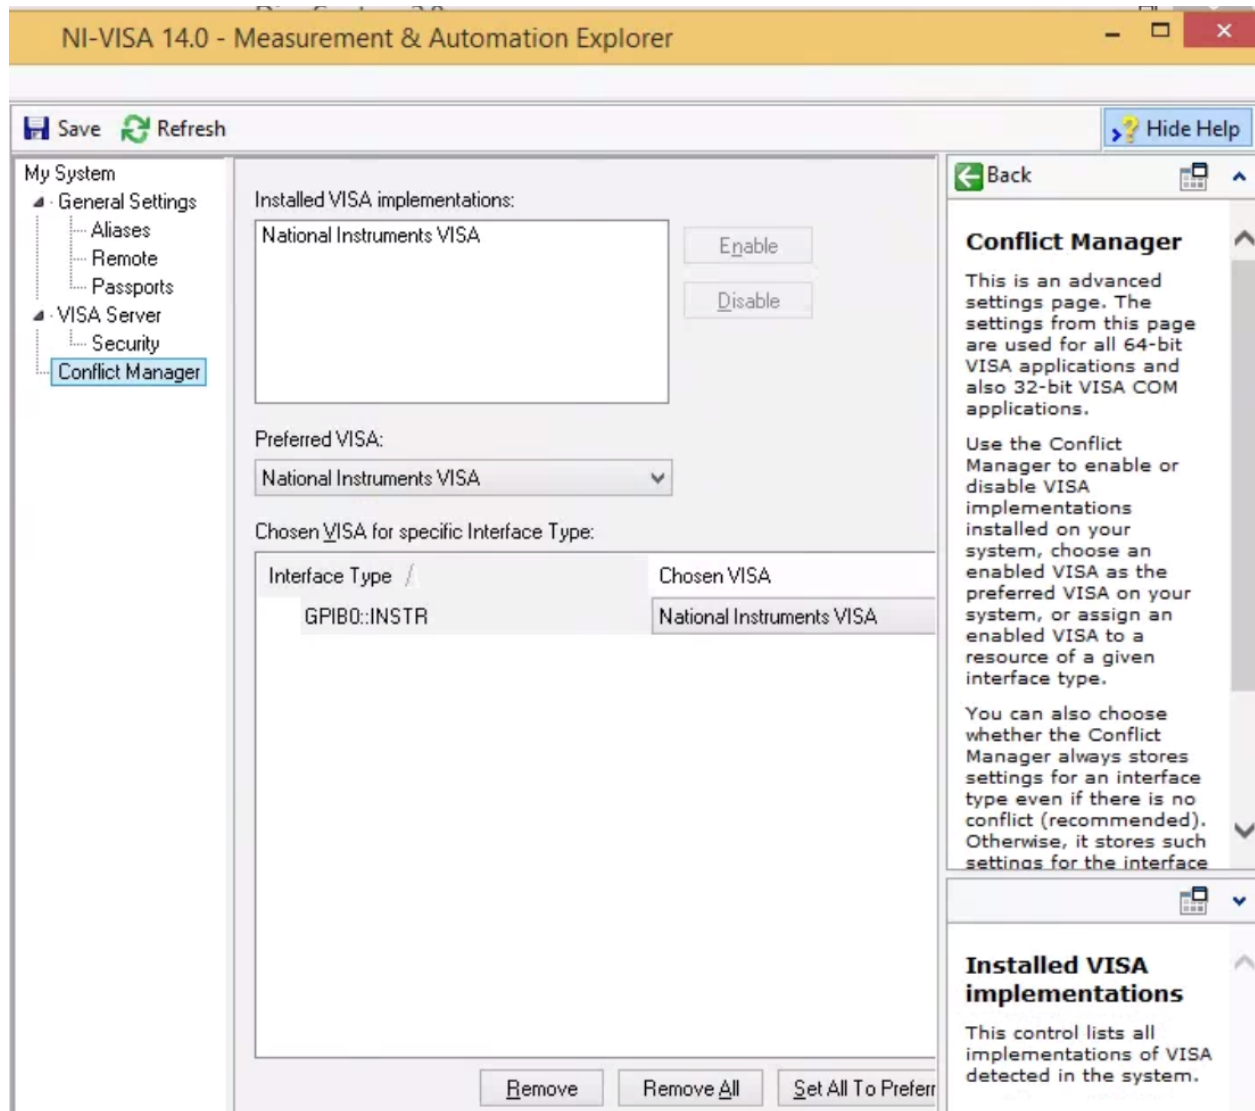 NI-VISA 14.0 - Measurement & Automation Explorer
Save Refresh
Hide Help
My System
General Settings
Aliases
Remote
Passports
VISA Server
Security
Conflict Manager
Installed VISA implementations:
National Instruments VISA
Enable
Disable
Preferred VISA:
National Instruments VISA
Chosen VISA for specific Interface Type:
Interface Type / Chosen VISA
GPIB0::INSTR National Instruments VISA
Remove Remove All Set All To Preferr
Back
Conflict Manager
This is an advanced
settings page. The
settings from this page
are used for all 64-bit
VISA applications and
also 32-bit VISA COM
applications.
Use the Conflict
Manager to enable or
disable VISA
implementations
installed on your
system, choose an
enabled VISA as the
preferred VISA on your
system, or assign an
enabled VISA to a
resource of a given
interface type.
You can also choose
whether the Conflict
Manager always stores
settings for an interface
type even if there is no
conflict (recommended).
Otherwise, it stores such
settings for the interface
Installed VISA
implementations
This control lists all
implementations of VISA
detected in the system.